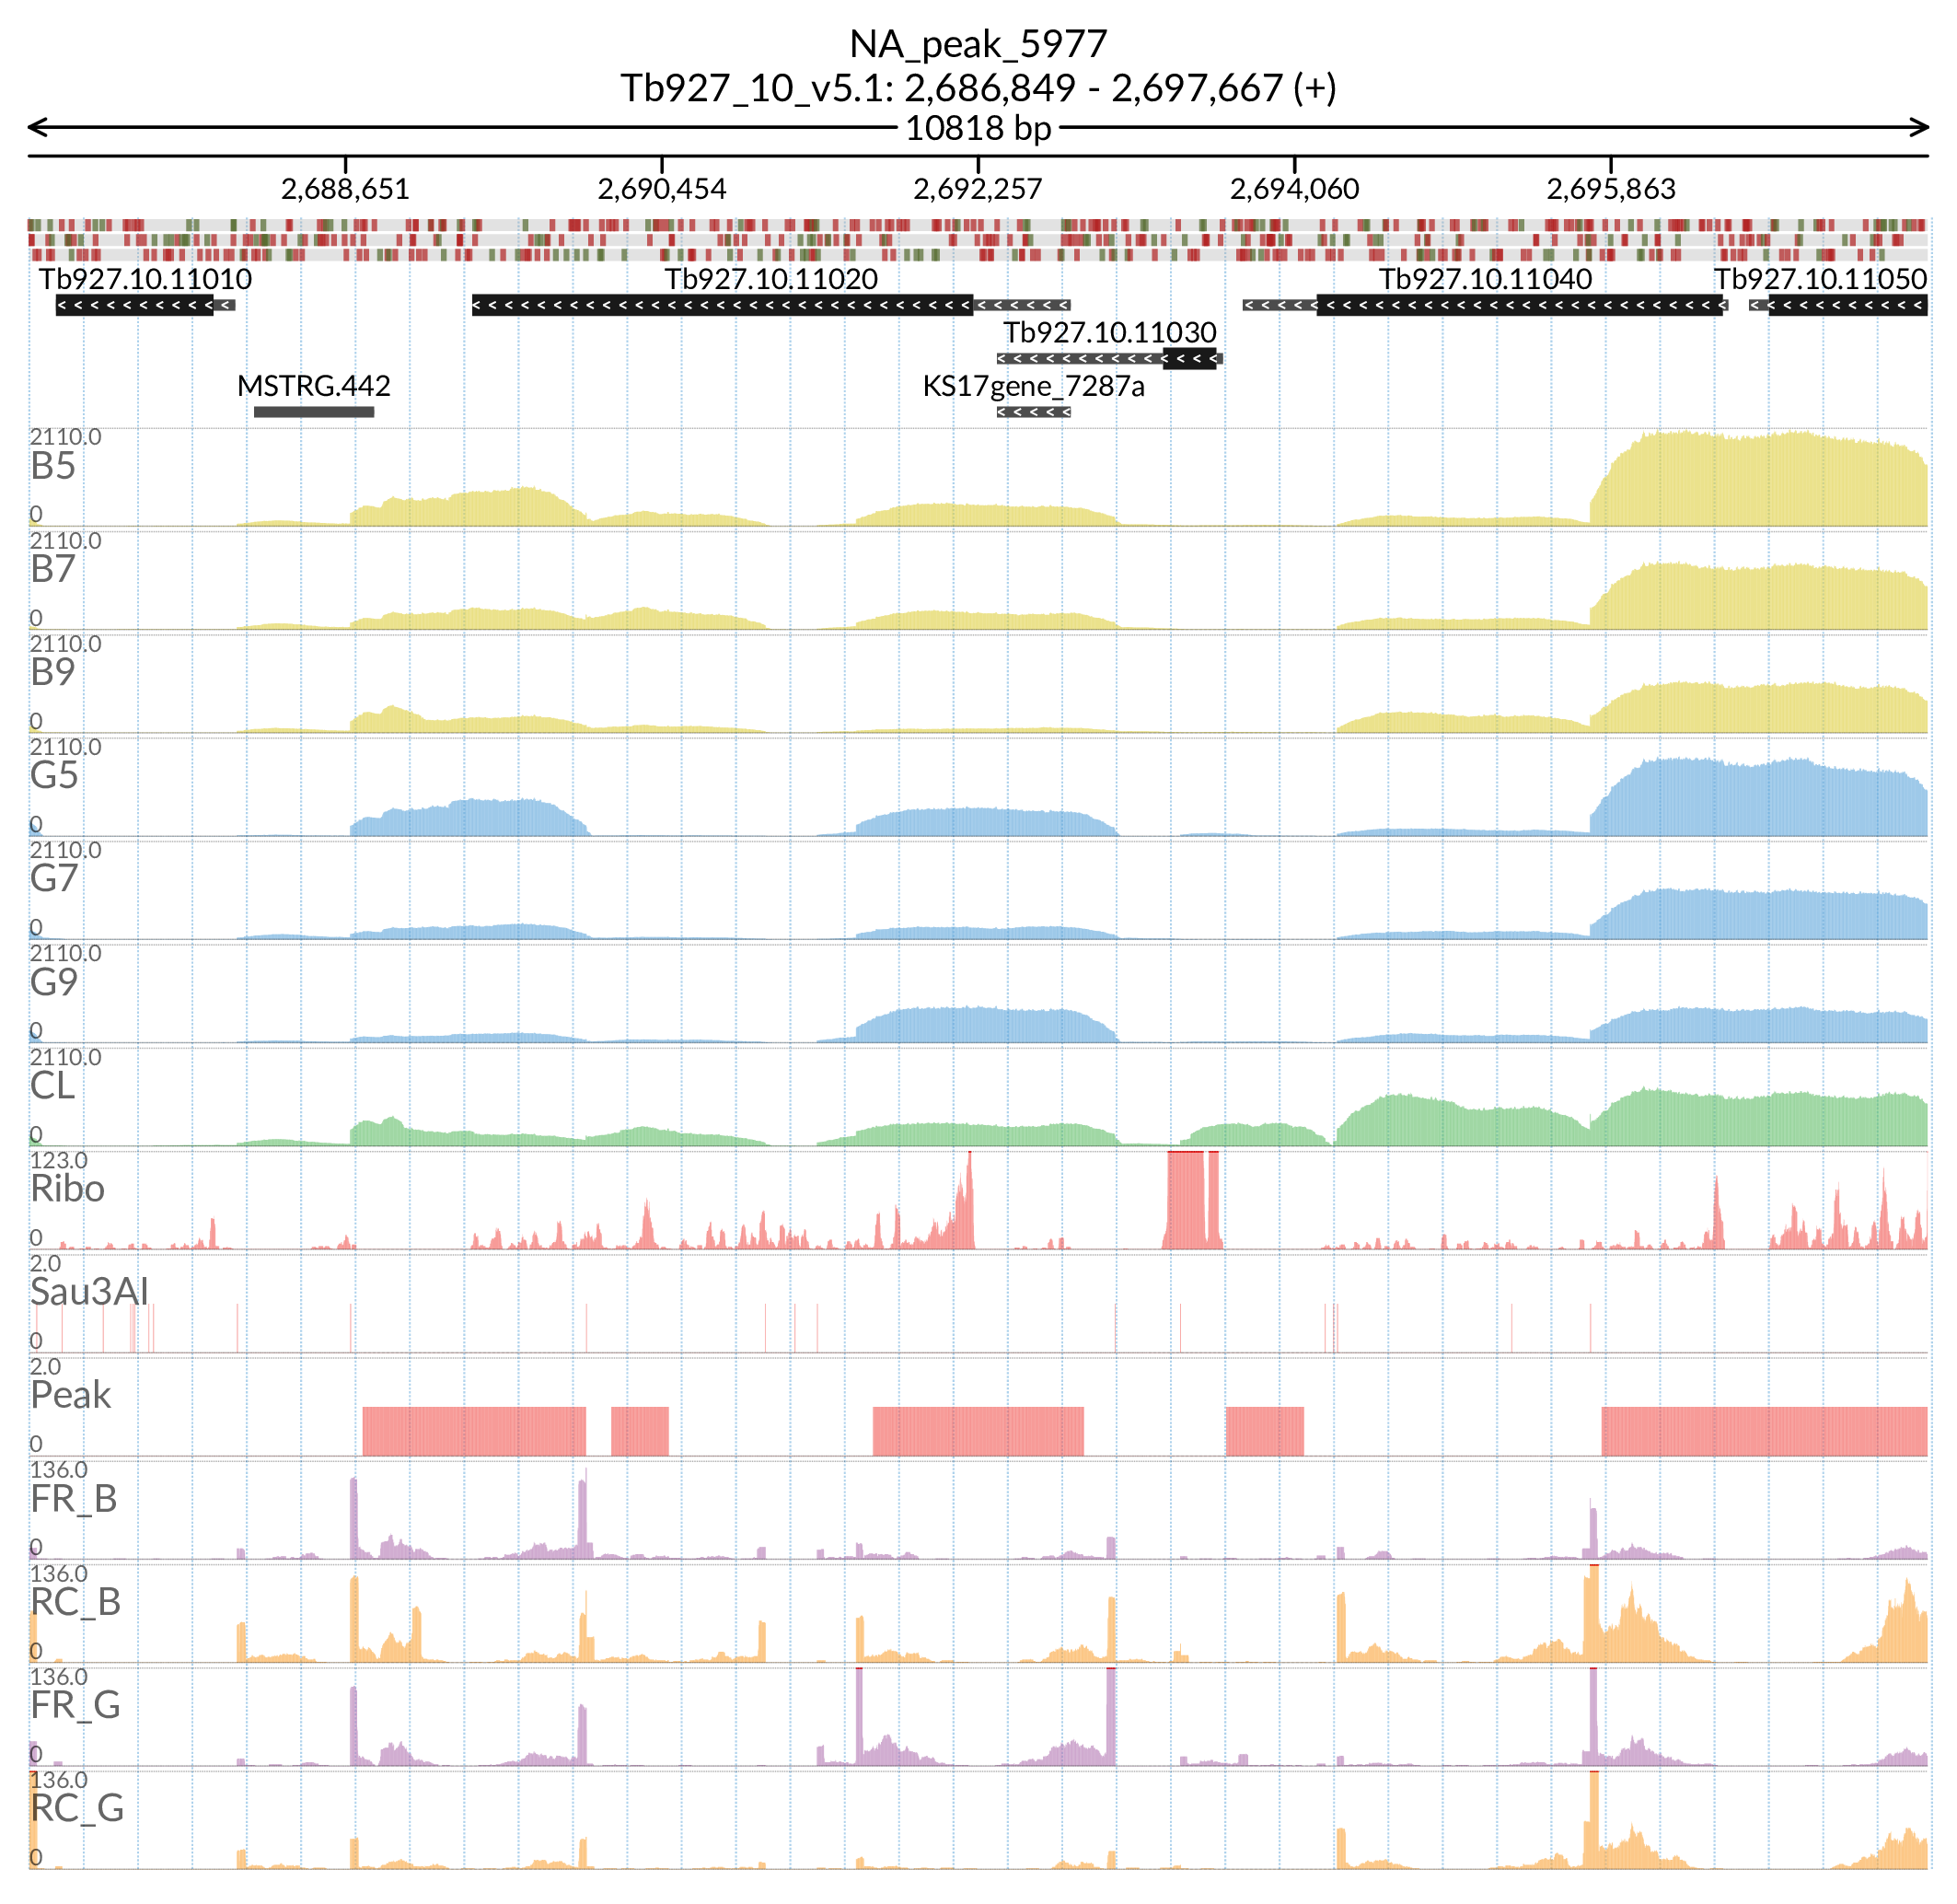 NA_peak_5977
Tb927_10_v5.1: 2,686,849 - 2,697,667 (+)
10818 bp
2,688,651 2,690,454 2,692,257 2,694,060 2,695,863
Tb927.10.11010 Tb927.10.11020 Tb927.10.11040 Tb927.10.11050
Tb927.10.11030
MSTRG.442 KS17gene_7287a
2110.0
B5
0
2110.0
B7
0
2110.0
B9
0
2110.0
G5
0
2110.0
G7
0
2110.0
G9
0
2110.0
CL
0
123.0
Ribo
0
2.0
Sau3AI
0
2.0
Peak
0
136.0
FR_B
0
136.0
RC_B
0
136.0
FR_G
0
136.0
RC_G
0